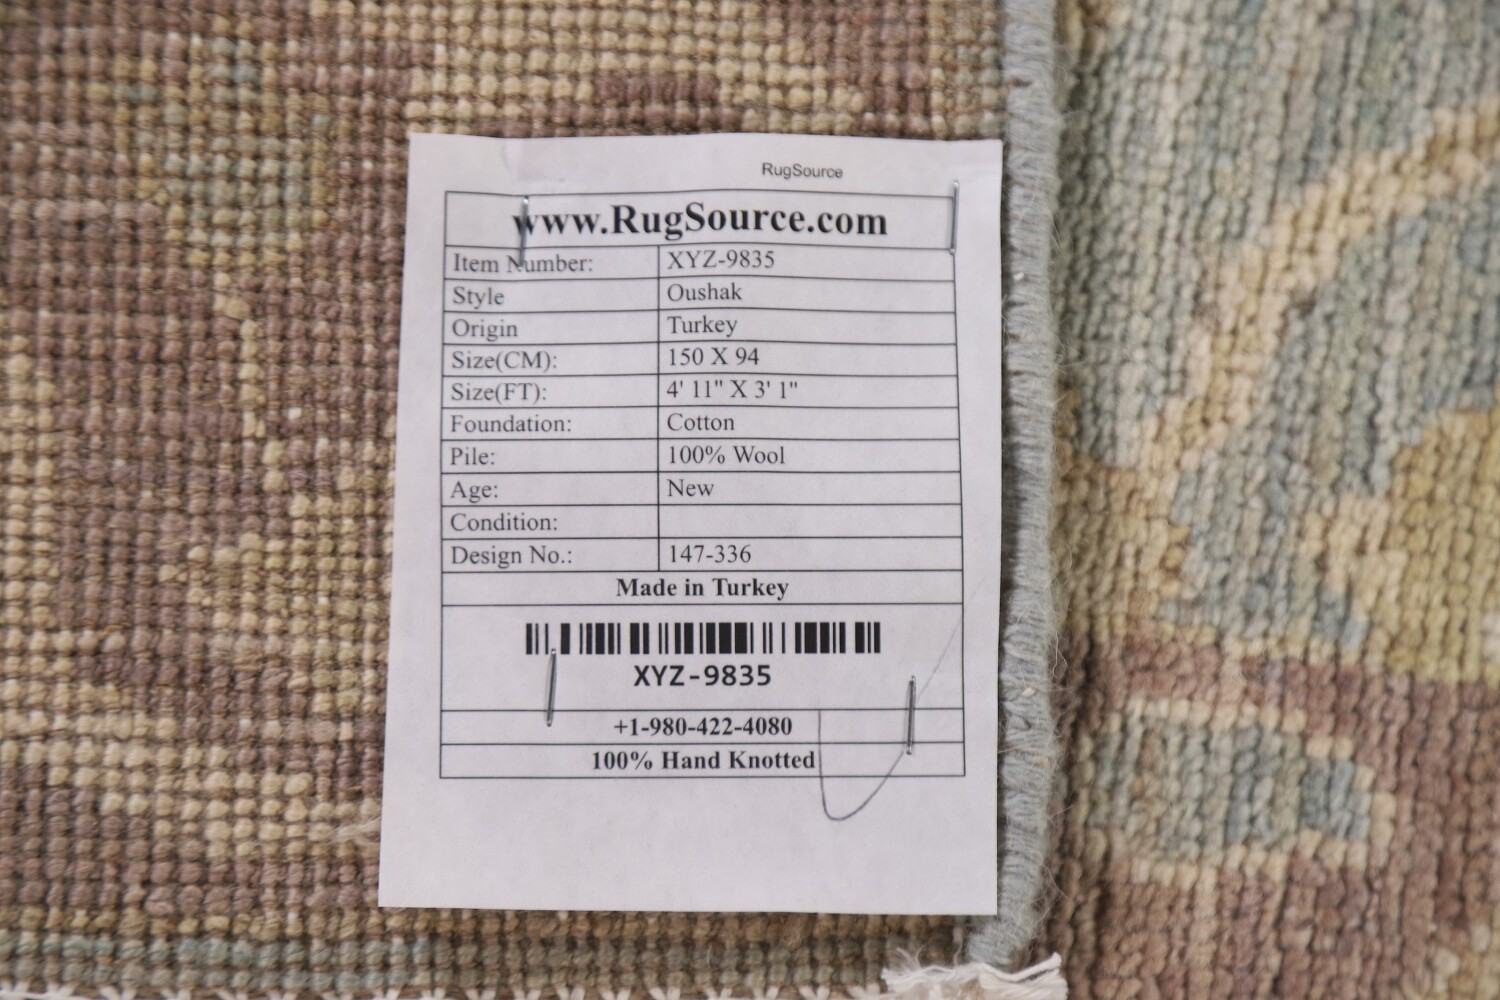 RugSource
www.RugSource.com
Item Number: XYZ-9835
Style Oushak
Origin Turkey
Size(CM): 150 X 94
Size(FT): 4' 11" X 3' 1"
Foundation: Cotton
Pile: 100% Wool
Age: New
Condition:
Design No.: 147-336
Made in Turkey
XYZ-9835
+1-980-422-4080
100% Hand Knotted